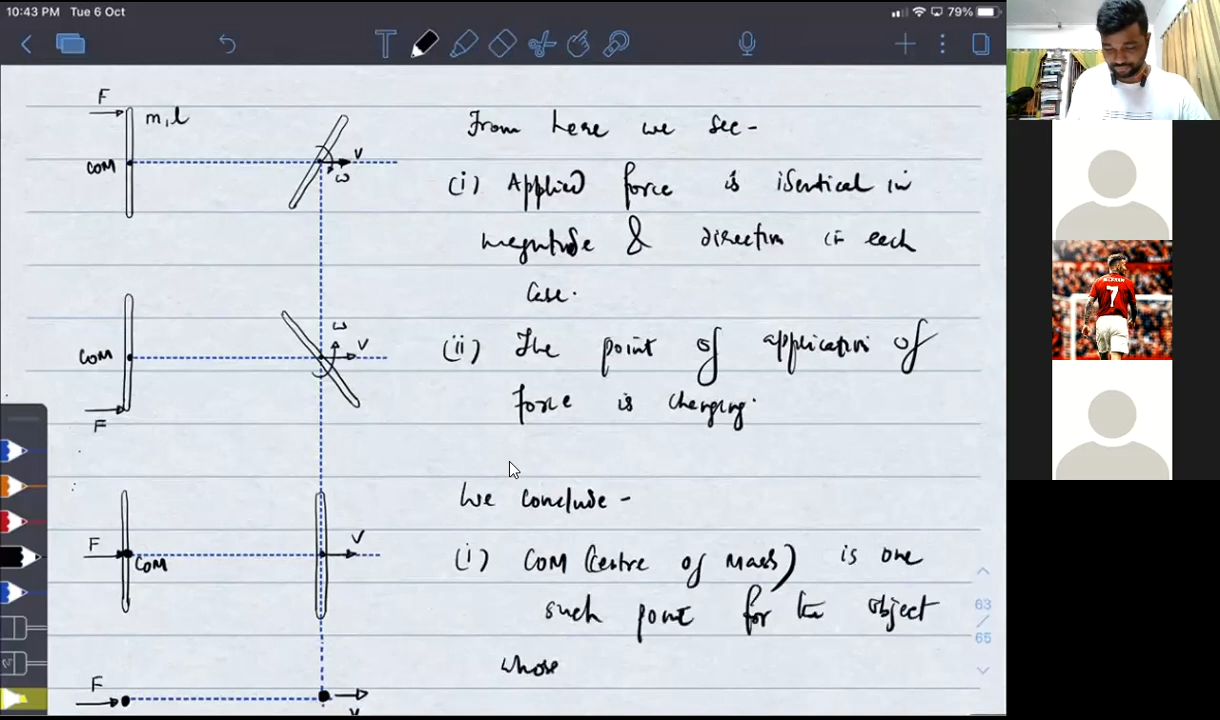 10:43 PM Tue 6 Oct
79%
F
m, l
COM
V
ω
From here we see-
(i) Applied force is identical in
magnitude & direction in each
case.
ω
V
COM
F
(ii) The point of application of
force is changing.
We conclude -
F
COM
V
(i) COM (Centre of Mass) is one
such point for the object
whose
F
V
63
/
65
7